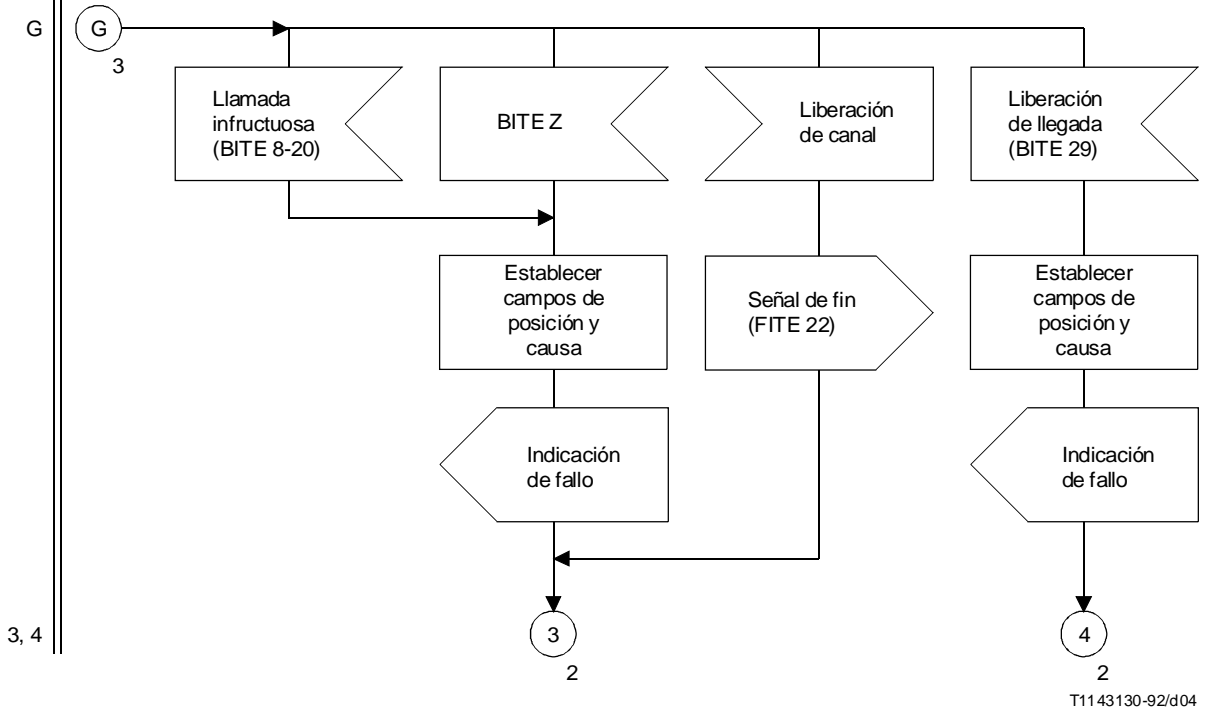 G
G
3
Llamada
infructuosa
(BITE 8-20)
BITE Z
Liberación
de canal
Liberación
de llegada
(BITE 29)
Establecer
campos de
posición y
causa
Señal de fin
(FITE 22)
Establecer
campos de
posición y
causa
Indicación
de fallo
Indicación
de fallo
3, 4
3
2
4
2
T1143130-92/d04